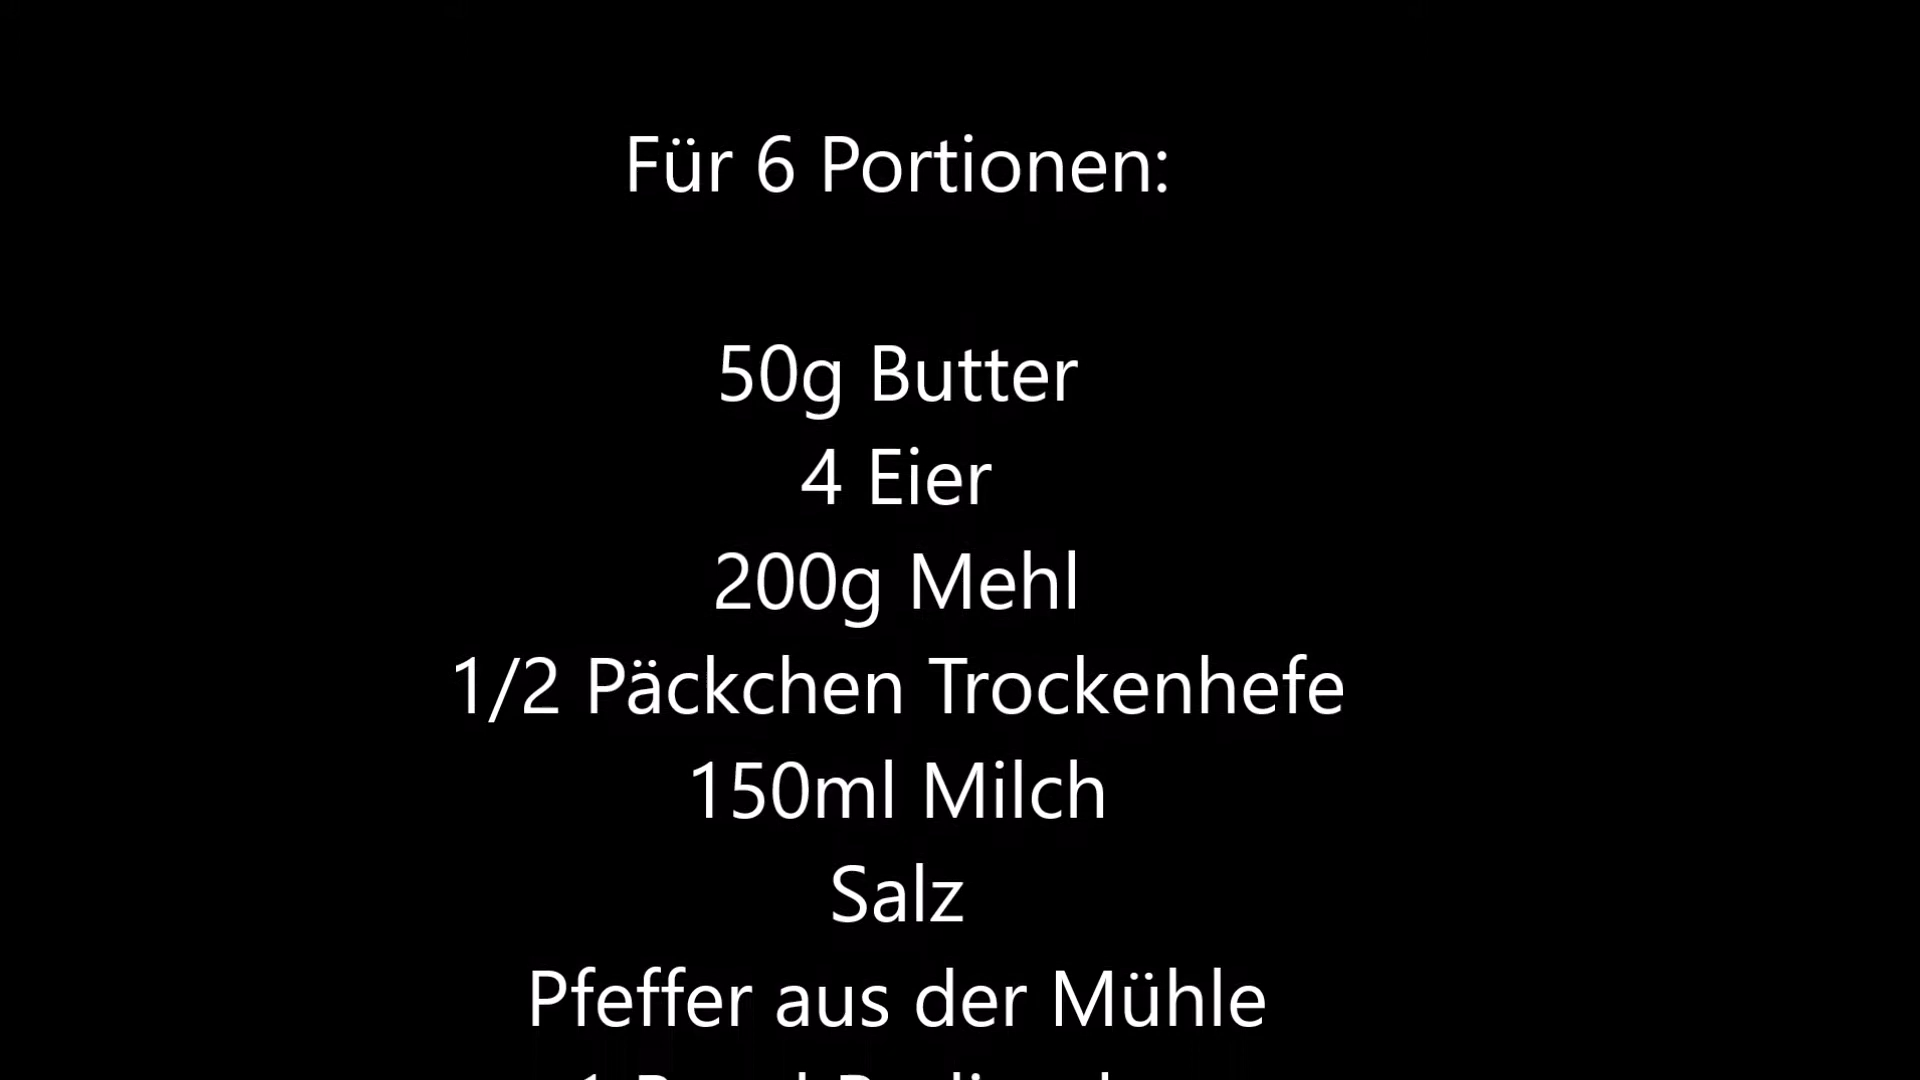 Für 6 Portionen:
50g Butter
4 Eier
200g Mehl
1/2 Päckchen Trockenhefe
150ml Milch
Salz
Pfeffer aus der Mühle